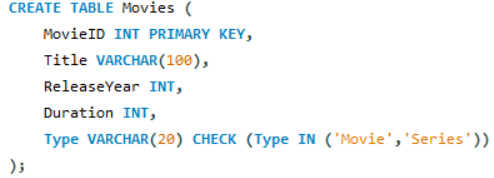 CREATE TABLE Movies (
    MovieID INT PRIMARY KEY,
    Title VARCHAR(100),
    ReleaseYear INT,
    Duration INT,
    Type VARCHAR(20) CHECK (Type IN ('Movie','Series'))
);